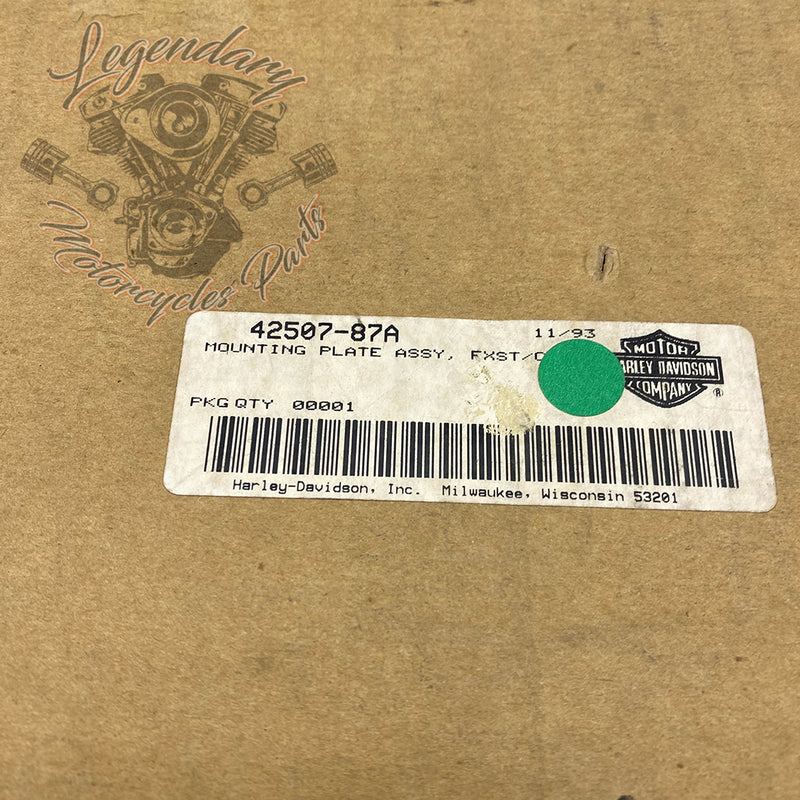 Legendary
Motorcycles Parts
42507-87A 11/93
MOUNTING PLATE ASSY, FXST/
PKG QTY 00001
MOTOR
HARLEY DAVIDSON
COMPANY
®
Harley-Davidson, Inc. Milwaukee, Wisconsin 53201